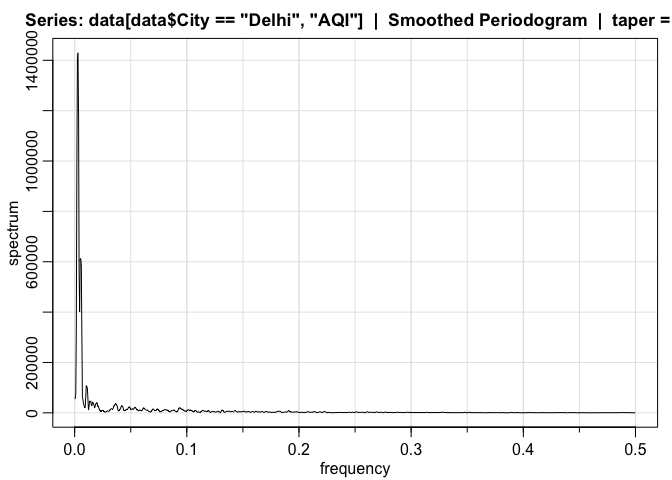 Series: data[data$City == "Delhi", "AQI"] | Smoothed Periodogram | taper =
1400000
1000000
600000
200000
0
spectrum
0.0 0.1 0.2 0.3 0.4 0.5
frequency